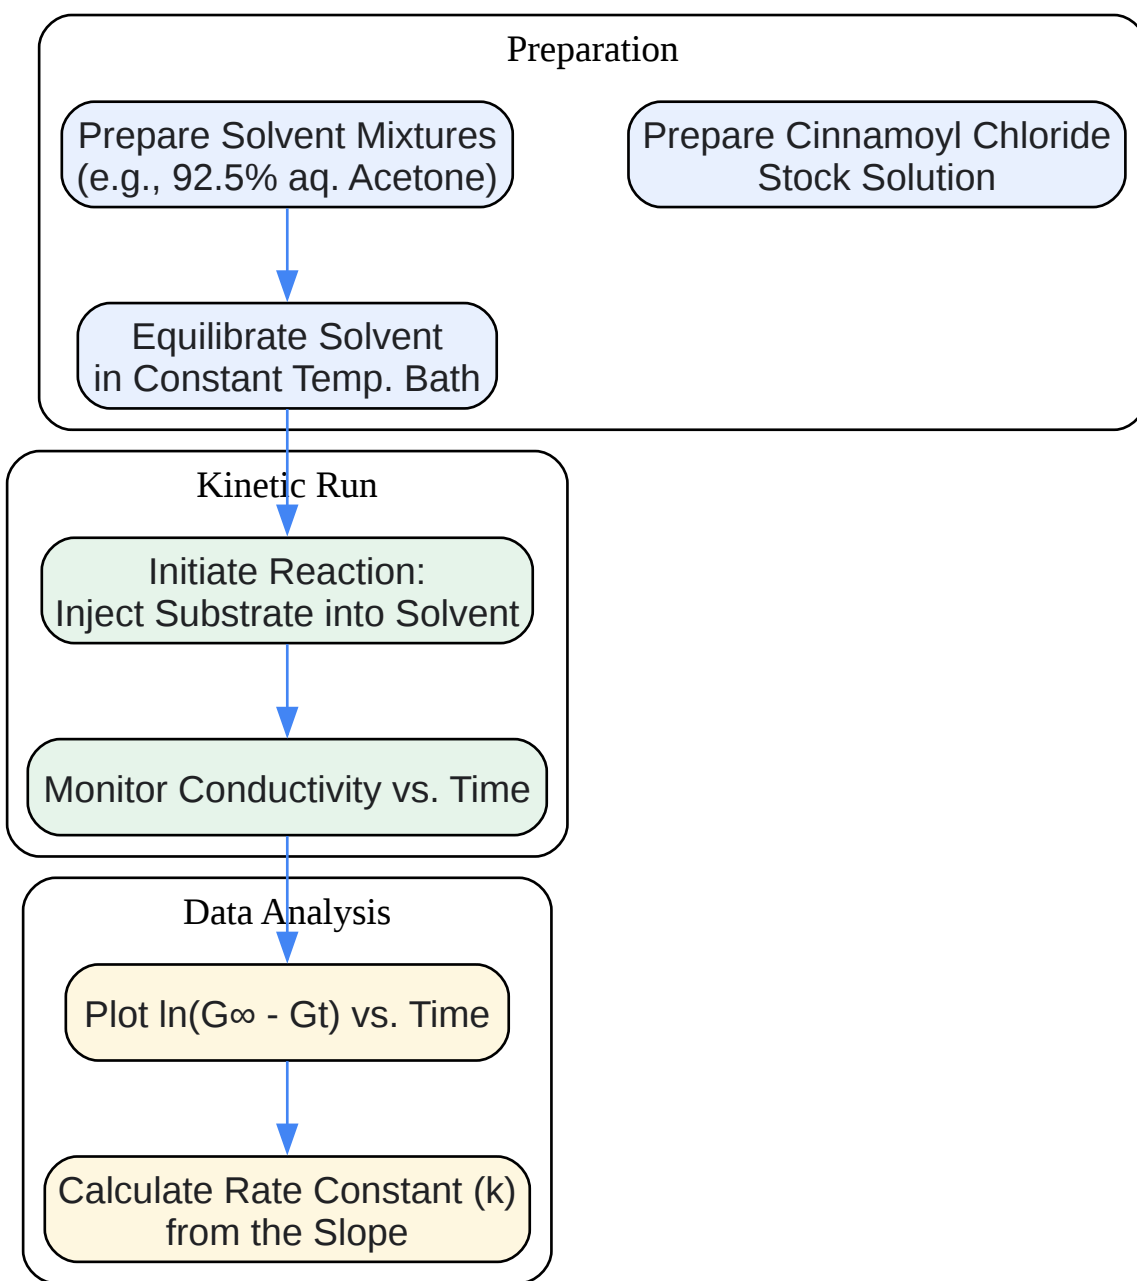 Preparation
Prepare Solvent Mixtures
(e.g., 92.5% aq. Acetone)
Prepare Cinnamoyl Chloride
Stock Solution
Equilibrate Solvent
in Constant Temp. Bath
Kinetic Run
Initiate Reaction:
Inject Substrate into Solvent
Monitor Conductivity vs. Time
Data Analysis
Plot ln(G∞ - Gt) vs. Time
Calculate Rate Constant (k)
from the Slope